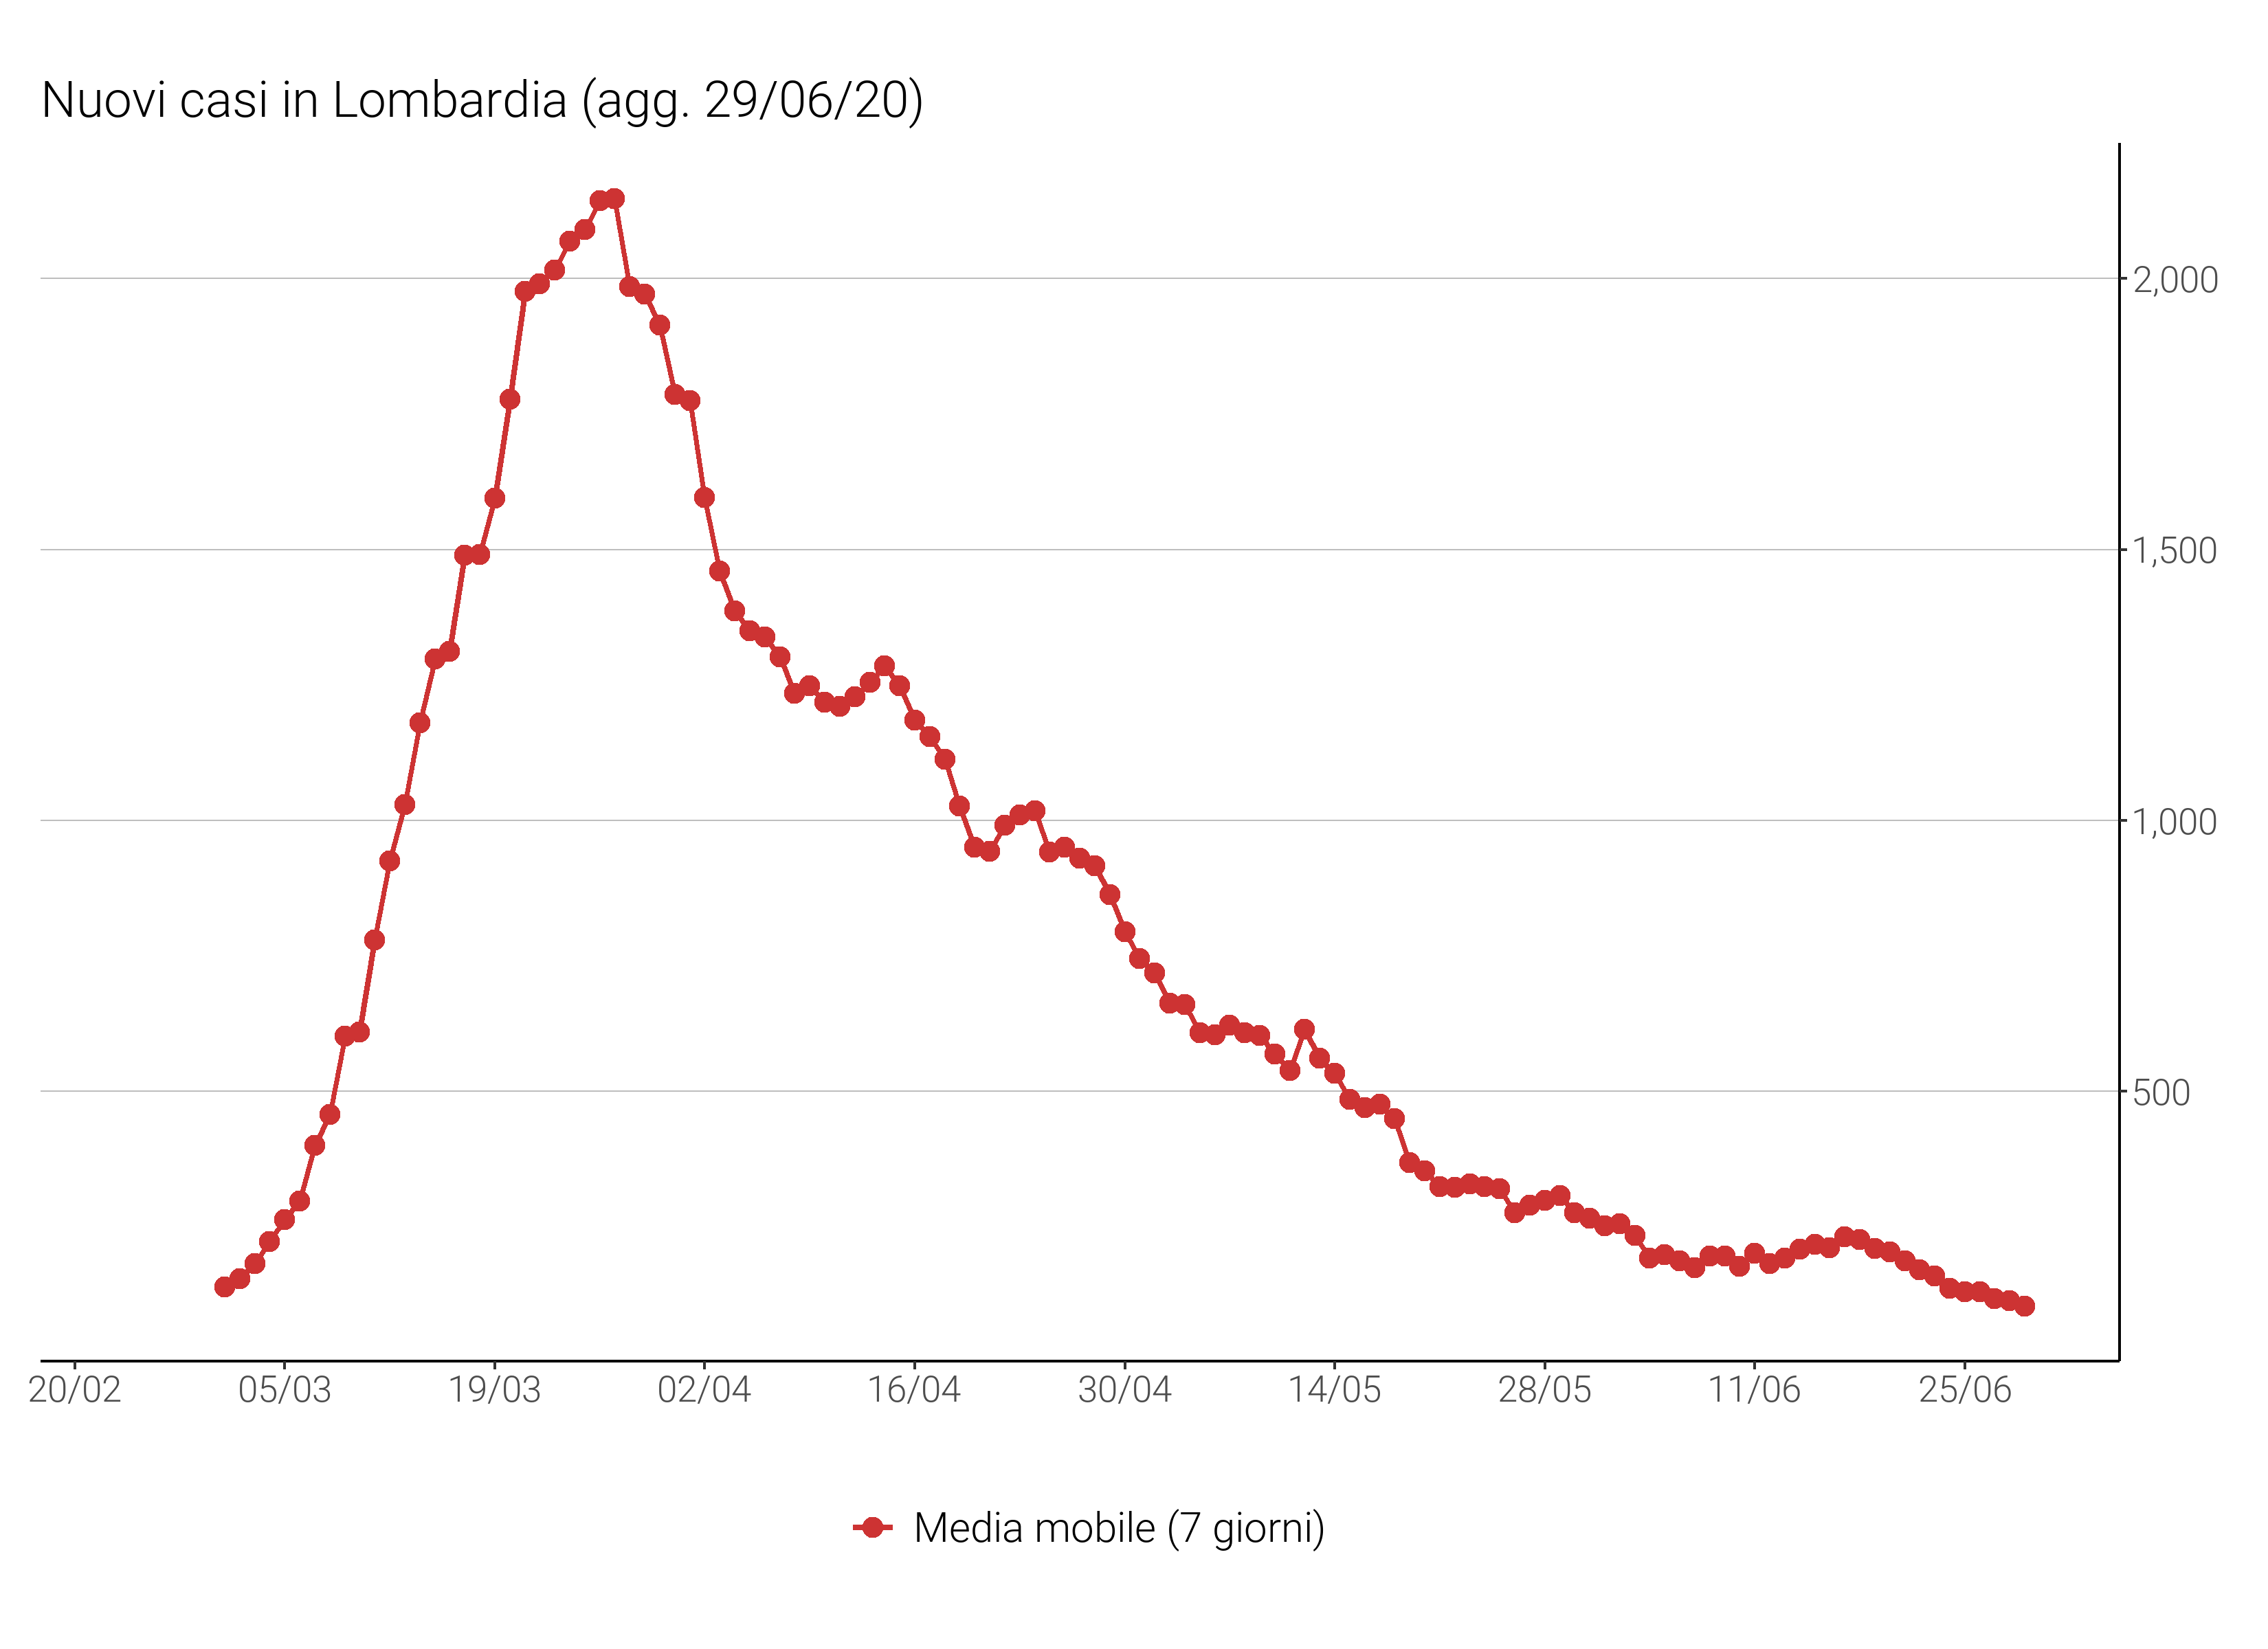 Nuovi casi in Lombardia (agg. 29/06/20)
2,000
1,500
1,000
500
20/02 05/03 19/03 02/04 16/04 30/04 14/05 28/05 11/06 25/06
Media mobile (7 giorni)